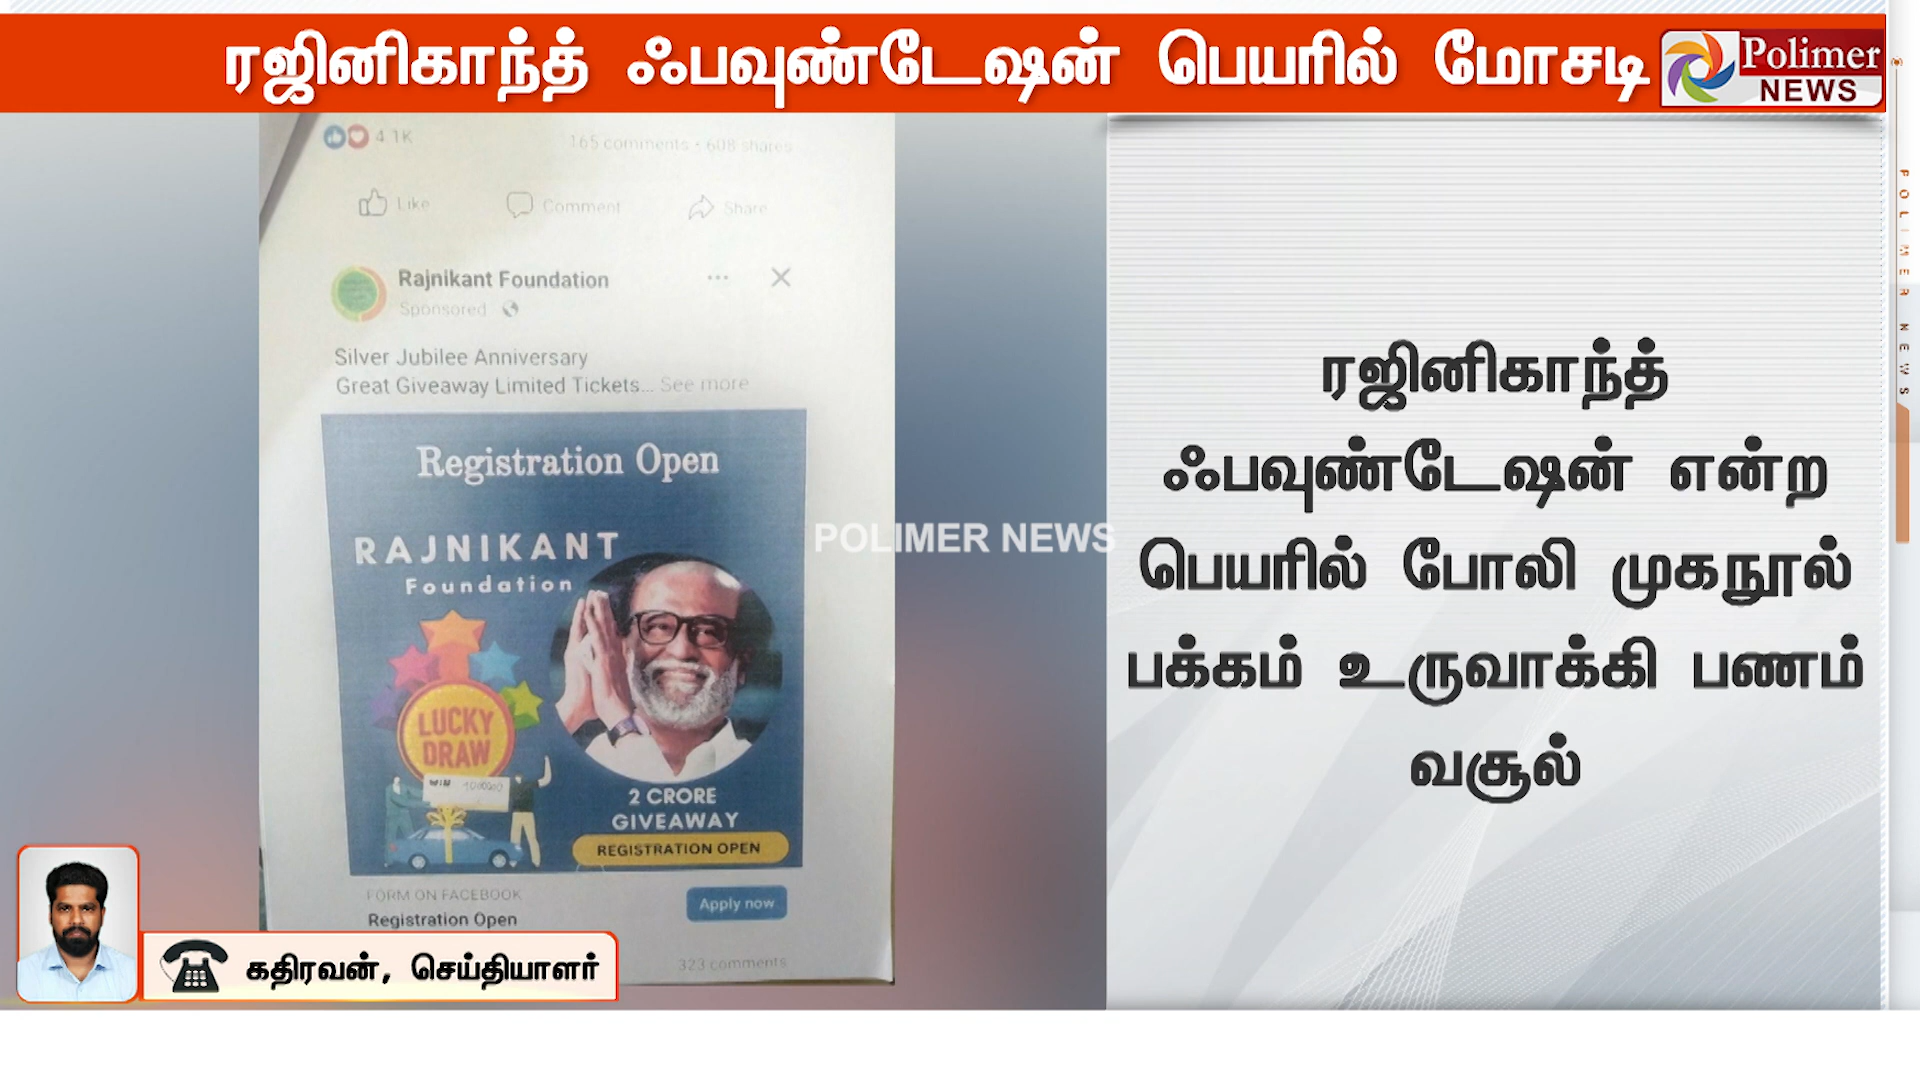 ரஜினிகாந்த் ஃபவுண்டேஷன் பெயரில் மோசடி
Polimer
NEWS
POLIMER NEWS
4.1K
165 comments • 608 shares
Like
Comment
Share
Rajnikant Foundation
Sponsored
Silver Jubilee Anniversary
Great Giveaway Limited Tickets... See more
Registration Open
RAJNIKANT
Foundation
LUCKY
DRAW
WIN 1000000
2 CRORE
GIVEAWAY
REGISTRATION OPEN
FORM ON FACEBOOK
Registration Open
Apply now
323 comments
POLIMER NEWS
ரஜினிகாந்த்
ஃபவுண்டேஷன் என்ற
பெயரில் போலி முகநூல்
பக்கம் உருவாக்கி பணம்
வசூல்
கதிரவன், செய்தியாளர்